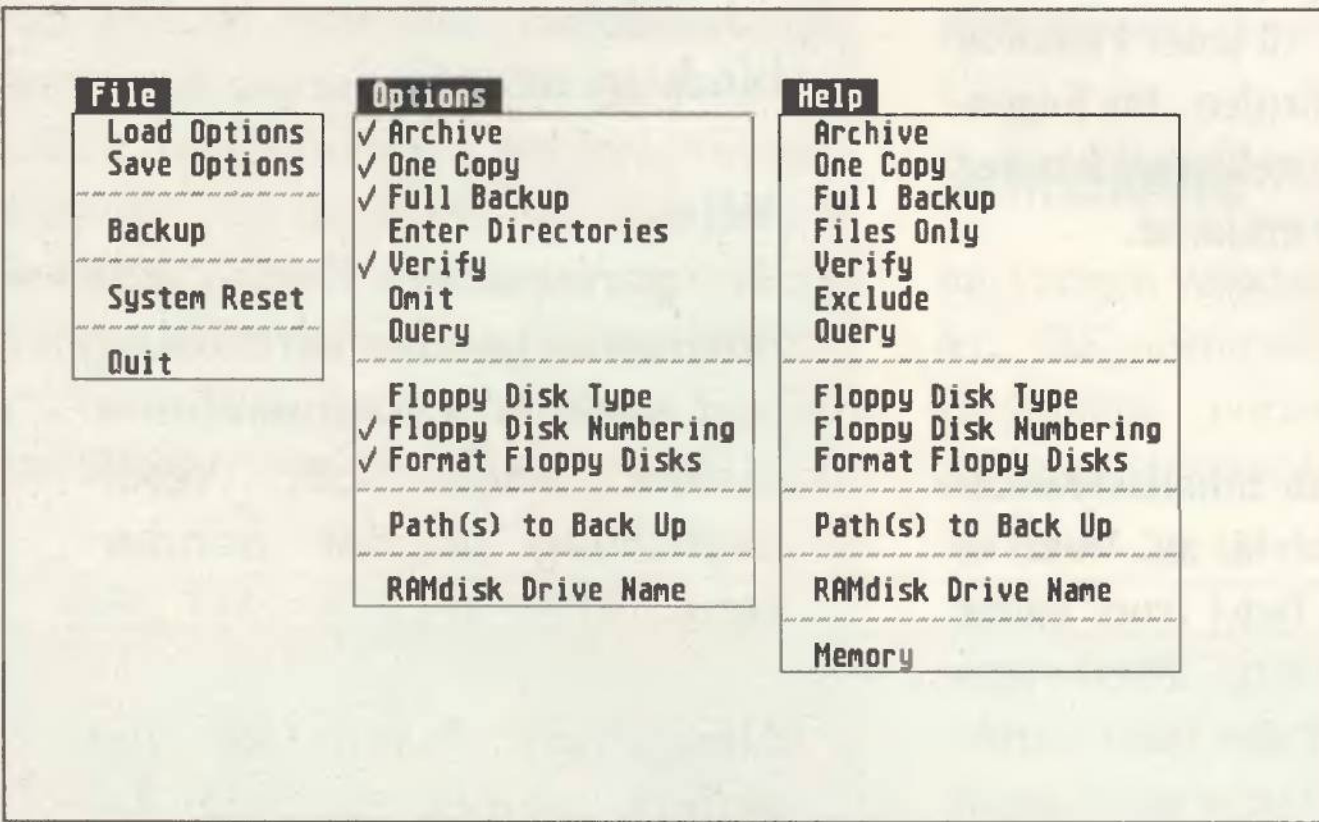 File
Load Options
Save Options
Backup
System Reset
Quit
Options
√ Archive
√ One Copy
√ Full Backup
Enter Directories
√ Verify
Omit
Query
Floppy Disk Type
√ Floppy Disk Numbering
√ Format Floppy Disks
Path(s) to Back Up
RAMdisk Drive Name
Help
Archive
One Copy
Full Backup
Files Only
Verify
Exclude
Query
Floppy Disk Type
Floppy Disk Numbering
Format Floppy Disks
Path(s) to Back Up
RAMdisk Drive Name
Memory